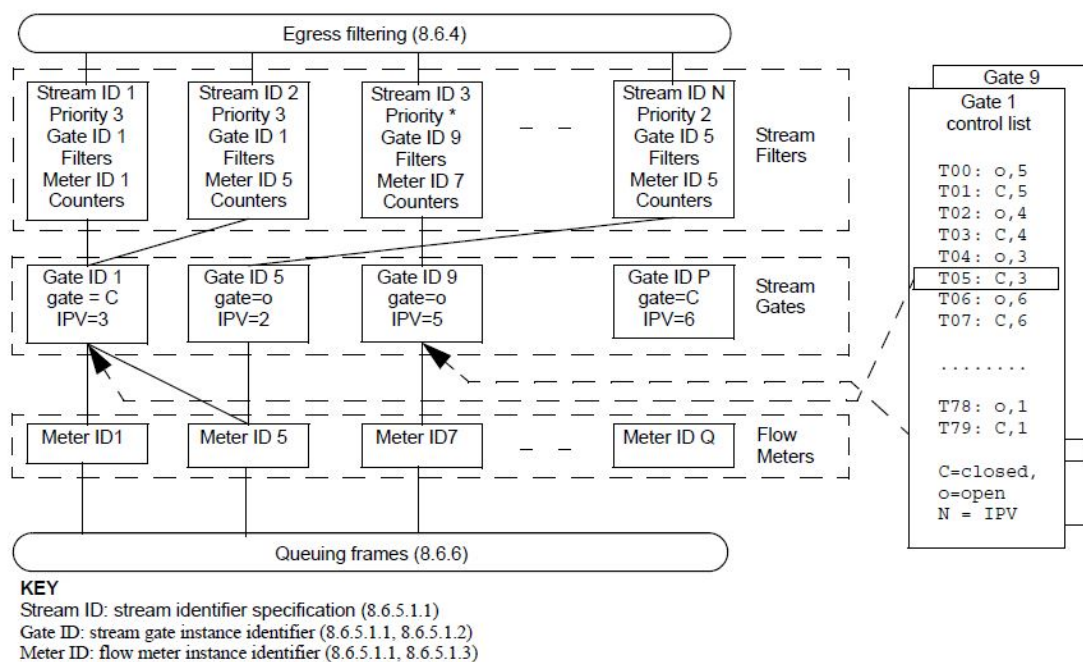 Egress filtering (8.6.4)
Stream ID 1
Priority 3
Gate ID 1
Filters
Meter ID 1
Counters
Stream ID 2
Priority 3
Gate ID 1
Filters
Meter ID 5
Counters
Stream ID 3
Priority *
Gate ID 9
Filters
Meter ID 7
Counters
Stream ID N
Priority 2
Gate ID 5
Filters
Meter ID 5
Counters
Stream
Filters
Gate ID 1
gate = C
IPV=3
Gate ID 5
gate=o
IPV=2
Gate ID 9
gate=o
IPV=5
Gate ID P
gate=C
IPV=6
Stream
Gates
Meter ID1
Meter ID 5
Meter ID7
Meter ID Q
Flow
Meters
Queuing frames (8.6.6)
Gate 9
Gate 1
control list
T00: o,5
T01: C,5
T02: o,4
T03: C,4
T04: o,3
T05: C,3
T06: o,6
T07: C,6
. . . . . . . .
T78: o,1
T79: C,1
C=closed,
o=open
N = IPV
KEY
Stream ID: stream identifier specification (8.6.5.1.1)
Gate ID: stream gate instance identifier (8.6.5.1.1, 8.6.5.1.2)
Meter ID: flow meter instance identifier (8.6.5.1.1, 8.6.5.1.3)